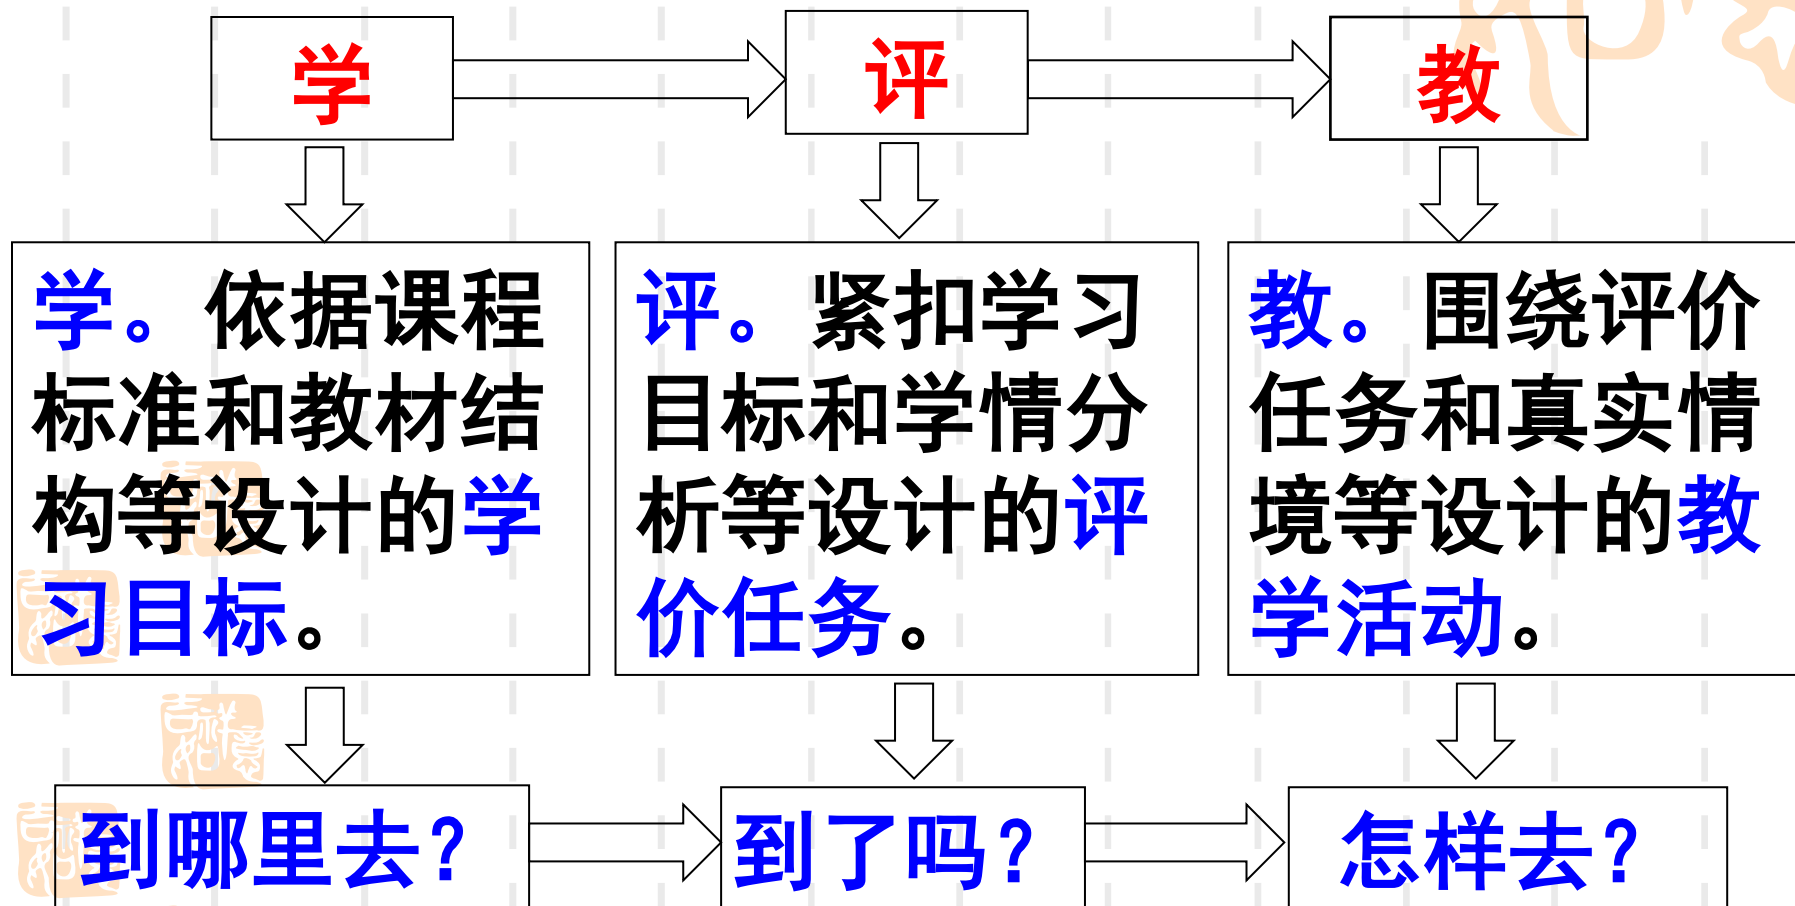 学
评
教
学。依据课程
标准和教材结
构等设计的学
习目标。
评。紧扣学习
目标和学情分
析等设计的评
价任务。
教。围绕评价
任务和真实情
境等设计的教
学活动。
到哪里去？
到了吗？
怎样去？